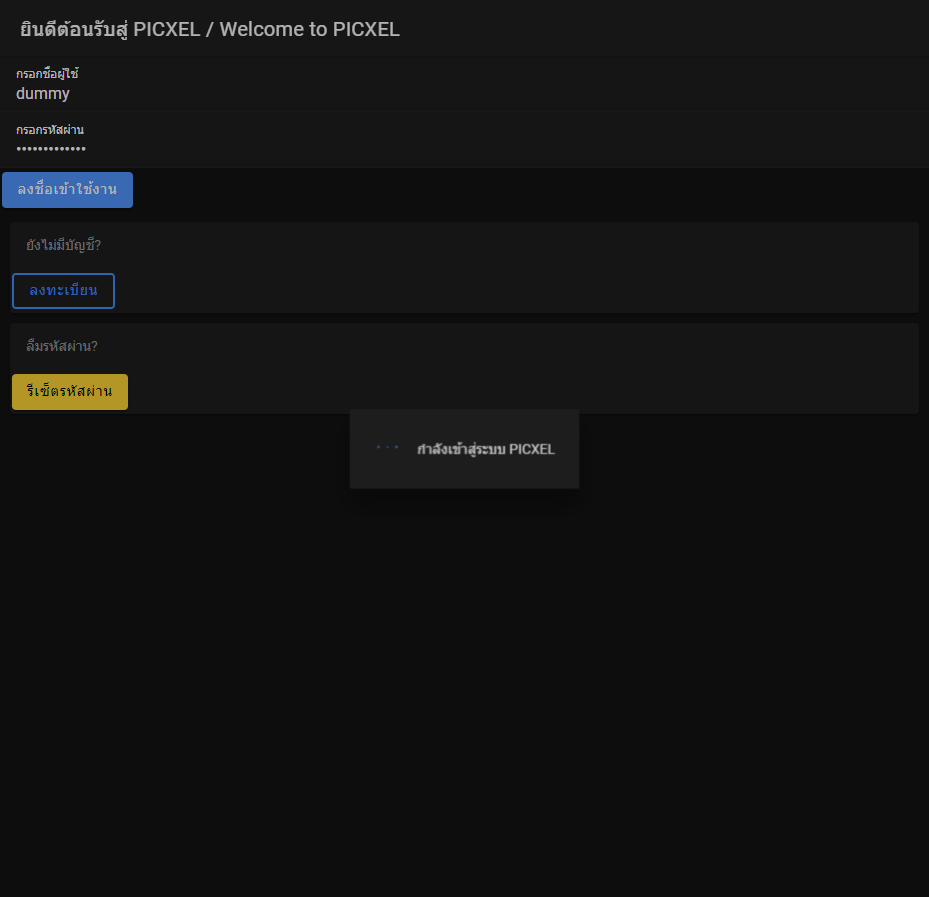 ยินดีต้อนรับสู่ PICXEL / Welcome to PICXEL
กรอกชื่อผู้ใช้
dummy
กรอกรหัสผ่าน
•••••••••••••
ลงชื่อเข้าใช้งาน
ยังไม่มีบัญชี?
ลงทะเบียน
ลืมรหัสผ่าน?
รีเซ็ตรหัสผ่าน
กำลังเข้าสู่ระบบ PICXEL